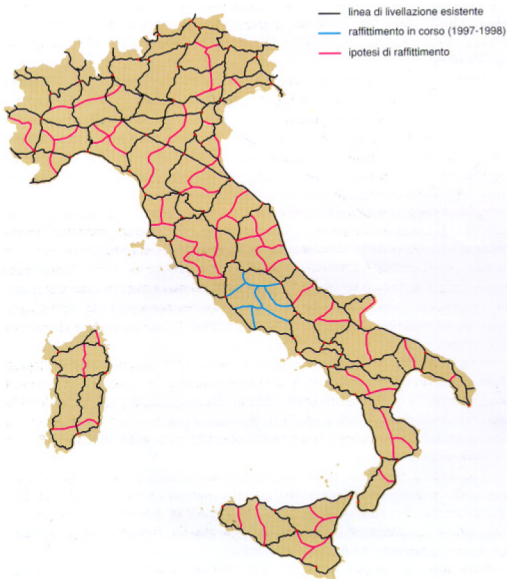 linea di livellazione esistente
raffittimento in corso (1997-1998)
ipotesi di raffittimento